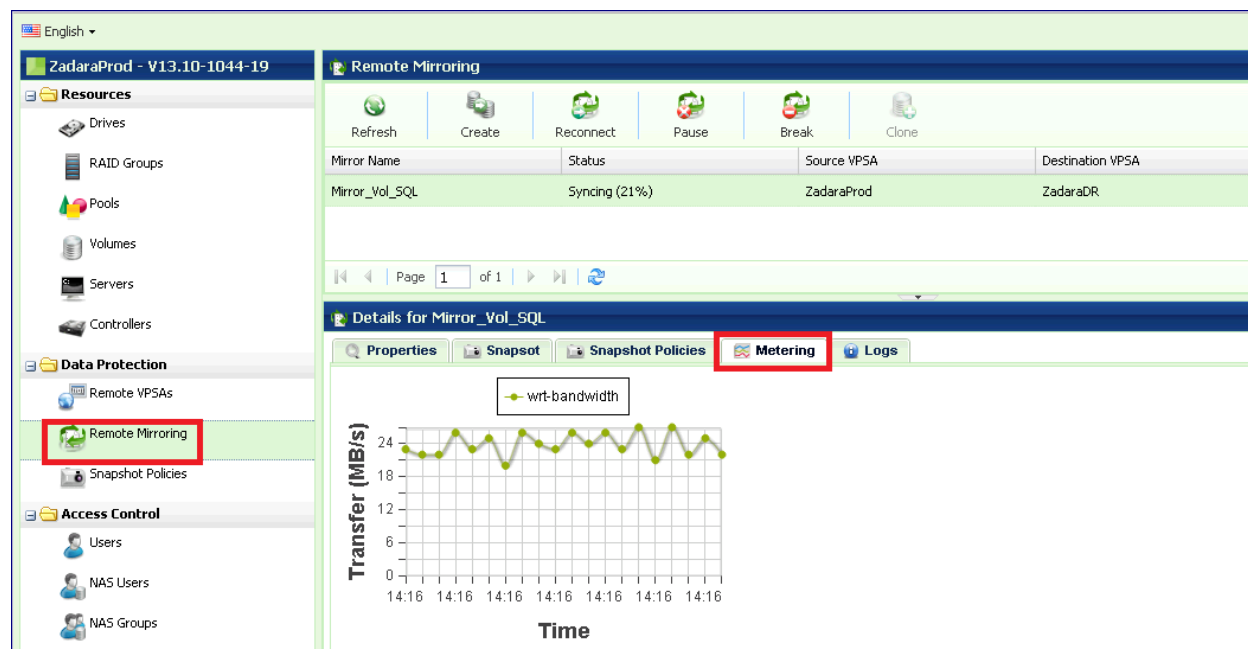 English
ZadaraProd - V13.10-1044-19
Resources
Drives
RAID Groups
Pools
Volumes
Servers
Controllers
Data Protection
Remote VPSAs
Remote Mirroring
Snapshot Policies
Access Control
Users
NAS Users
NAS Groups
Remote Mirroring
Refresh Create Reconnect Pause Break Clone
Mirror Name Status Source VPSA Destination VPSA
Mirror_Vol_SQL Syncing (21%) ZadaraProd ZadaraDR
Page 1 of 1
Details for Mirror_Vol_SQL
Properties Snapsot Snapshot Policies Metering Logs
wrt-bandwidth
Transfer (MB/s)
24
18
12
6
0
14:16 14:16 14:16 14:16 14:16 14:16 14:16
Time